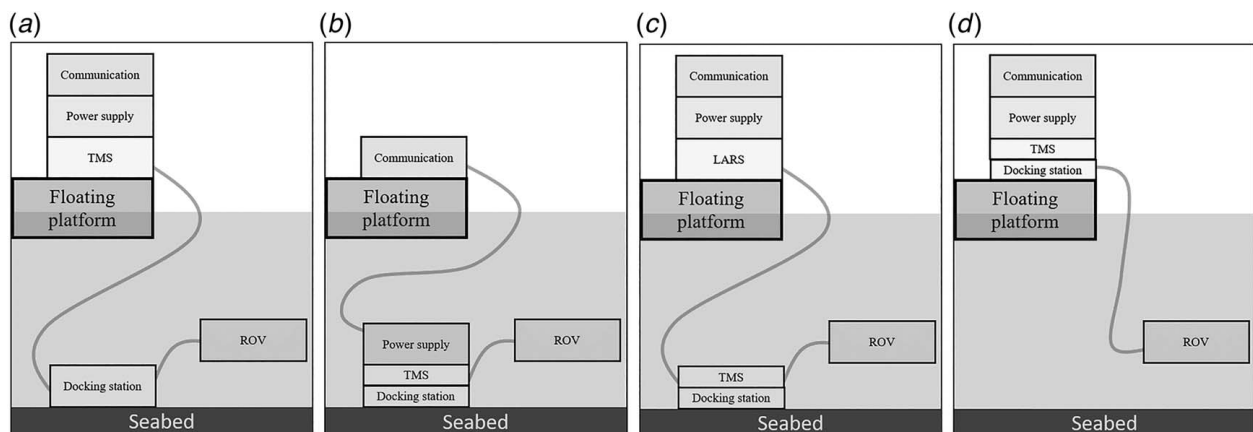 (a)
Communication
Power supply
TMS
Floating
platform
Docking station
ROV
Seabed
(b)
Communication
Floating
platform
Power supply
TMS
Docking station
ROV
Seabed
(c)
Communication
Power supply
LARS
Floating
platform
TMS
Docking station
ROV
Seabed
(d)
Communication
Power supply
TMS
Docking station
Floating
platform
ROV
Seabed